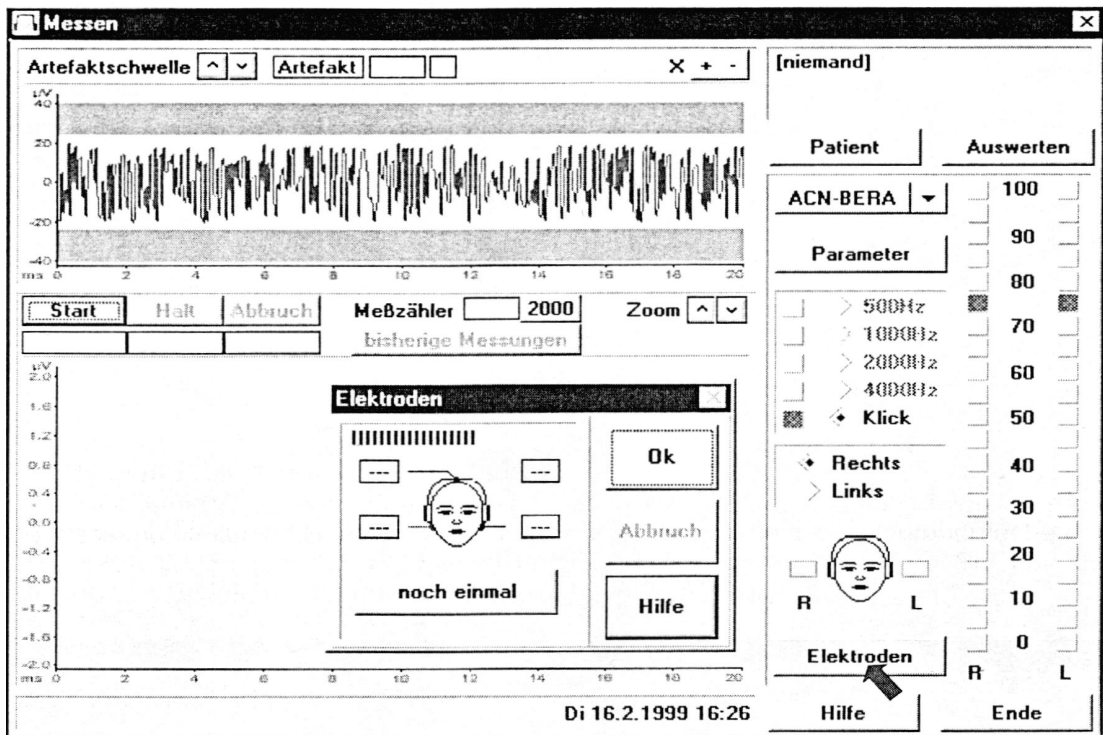 Messen
Artefaktschwelle Artefakt X + -
µV
40
20
0
-20
-40
ms 0 2 4 6 8 10 12 14 16 18 20
Start Halt Abbruch Meßzähler 2000 Zoom
bisherige Messungen
µV
2.0
1.6
1.2
0.8
0.4
0.0
-0.4
-0.8
-1.2
-1.6
-2.0
ms 0 2 4 6 8 10 12 14 16 18 20
Elektroden
--- ---
--- ---
noch einmal
Ok
Abbruch
Hilfe
Di 16.2.1999 16:26
[niemand]
Patient Auswerten
ACN-BERA
Parameter
500Hz
1000Hz
2000Hz
4000Hz
Klick
Rechts
Links
R L
Elektroden
100
90
80
70
60
50
40
30
20
10
0
R L
Hilfe Ende